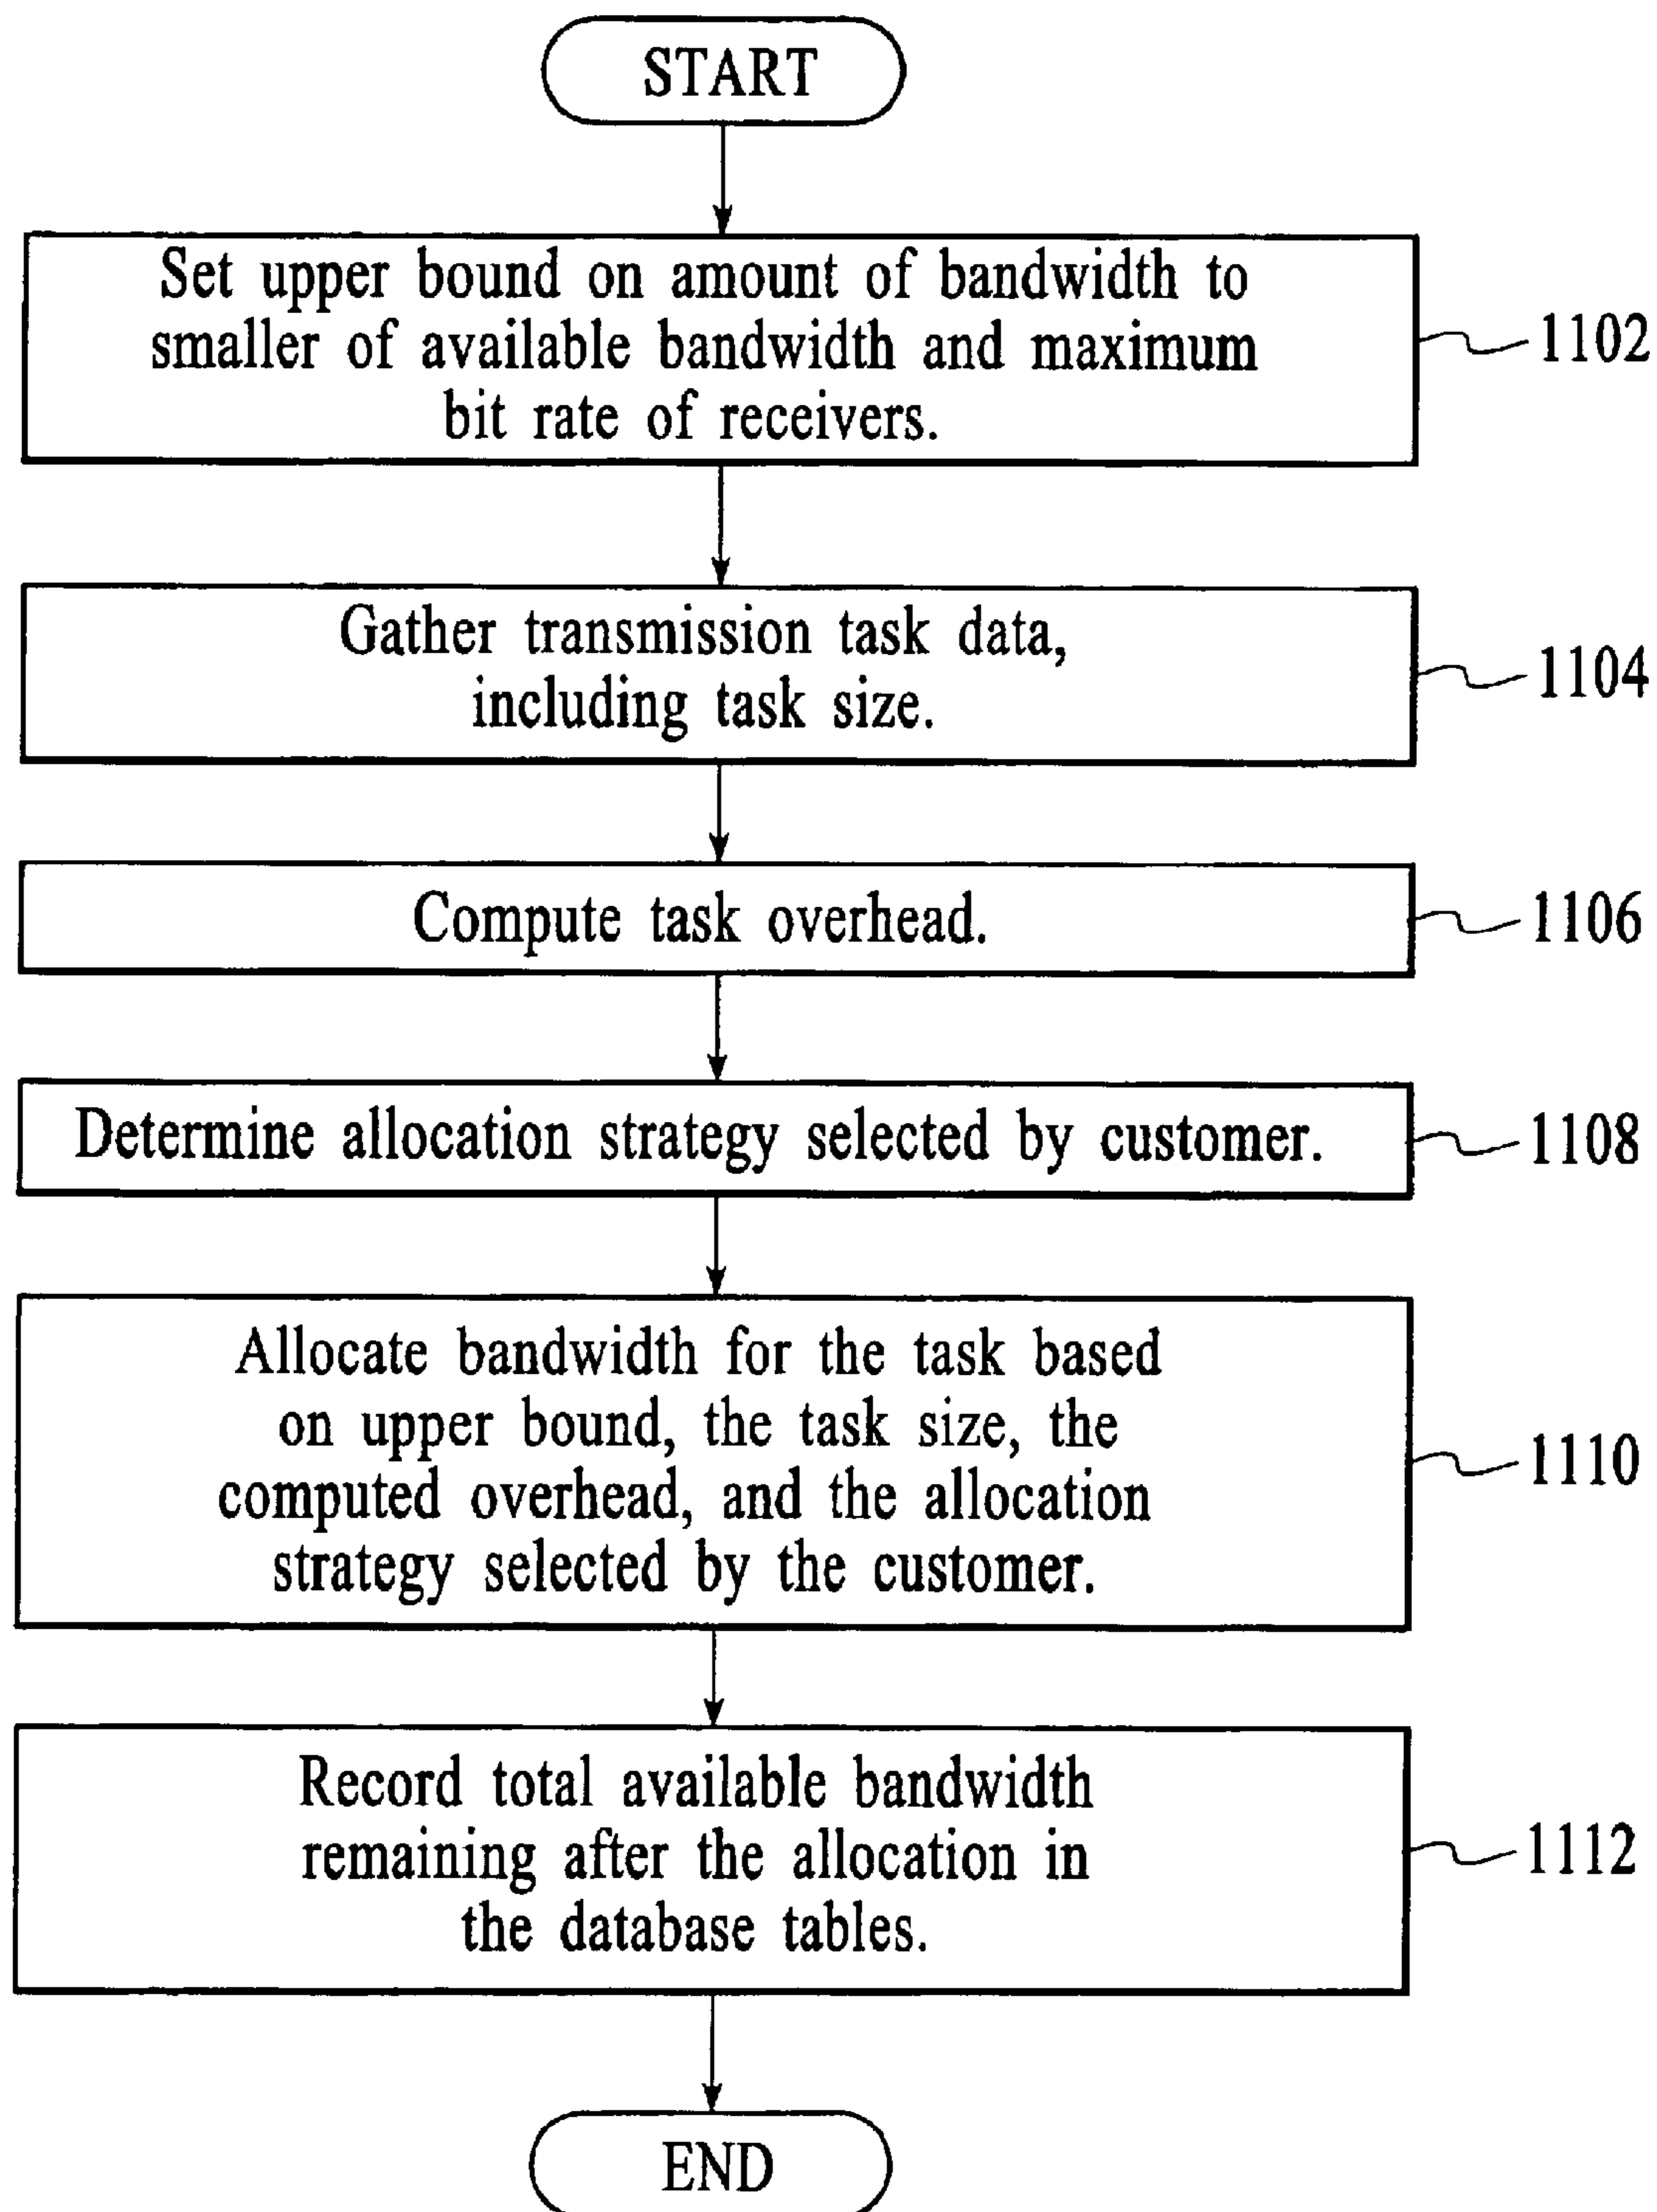 START
Set upper bound on amount of bandwidth to
smaller of available bandwidth and maximum
bit rate of receivers.
1102
Gather transmission task data,
including task size.
1104
Compute task overhead.
1106
Determine allocation strategy selected by customer.
1108
Allocate bandwidth for the task based
on upper bound, the task size, the
computed overhead, and the allocation
strategy selected by the customer.
1110
Record total available bandwidth
remaining after the allocation in
the database tables.
1112
END